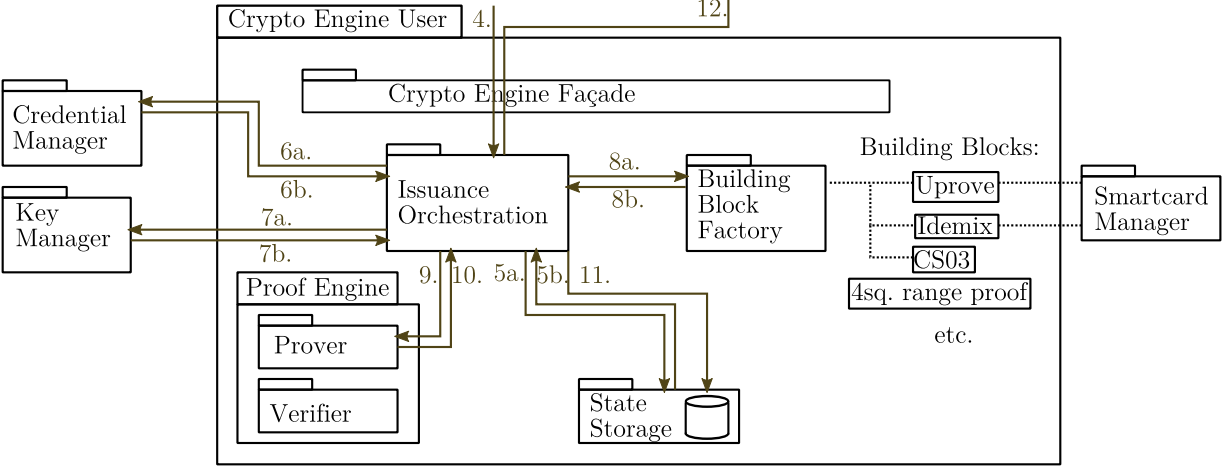 Crypto Engine User
4.
12.
Crypto Engine Façade
Credential
Manager
6a.
6b.
Key
Manager
7a.
7b.
Issuance
Orchestration
8a.
8b.
Building
Block
Factory
Building Blocks:
Uprove
Idemix
CS03
4sq. range proof
etc.
Smartcard
Manager
9. 10. 5a. 5b. 11.
Proof Engine
Prover
Verifier
State
Storage